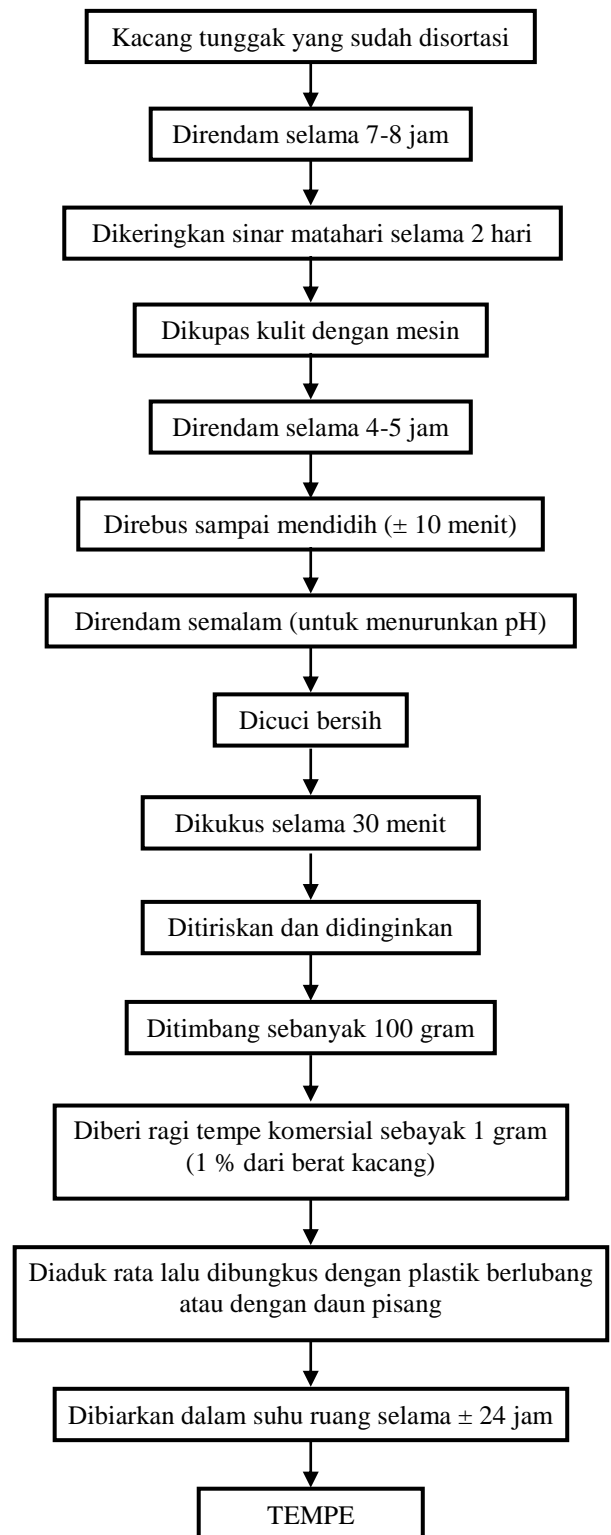 Kacang tunggak yang sudah disortasi
Direndam selama 7-8 jam
Dikeringkan sinar matahari selama 2 hari
Dikupas kulit dengan mesin
Direndam selama 4-5 jam
Direbus sampai mendidih (± 10 menit)
Direndam semalam (untuk menurunkan pH)
Dicuci bersih
Dikukus selama 30 menit
Ditiriskan dan didinginkan
Ditimbang sebanyak 100 gram
Diberi ragi tempe komersial sebayak 1 gram
(1 % dari berat kacang)
Diaduk rata lalu dibungkus dengan plastik berlubang
atau dengan daun pisang
Dibiarkan dalam suhu ruang selama ± 24 jam
TEMPE